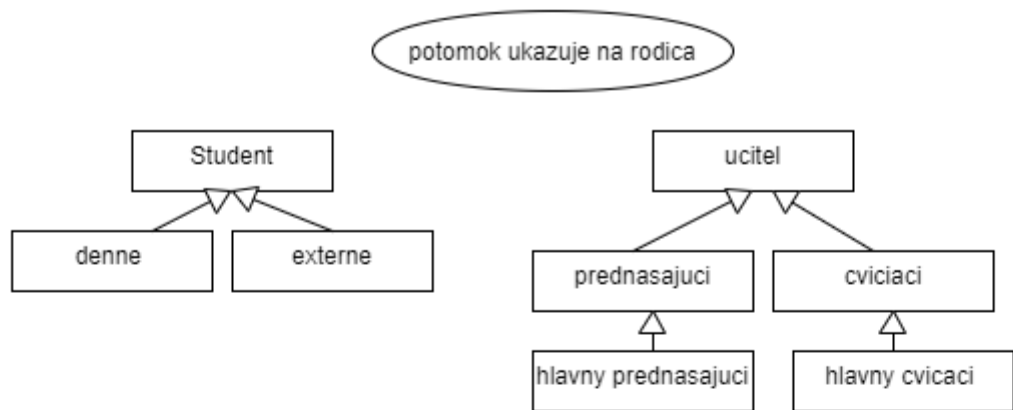 potomok ukazuje na rodica
Student
ucitel
denne
externe
prednasajuci
cviciaci
hlavny prednasajuci
hlavny cvicaci